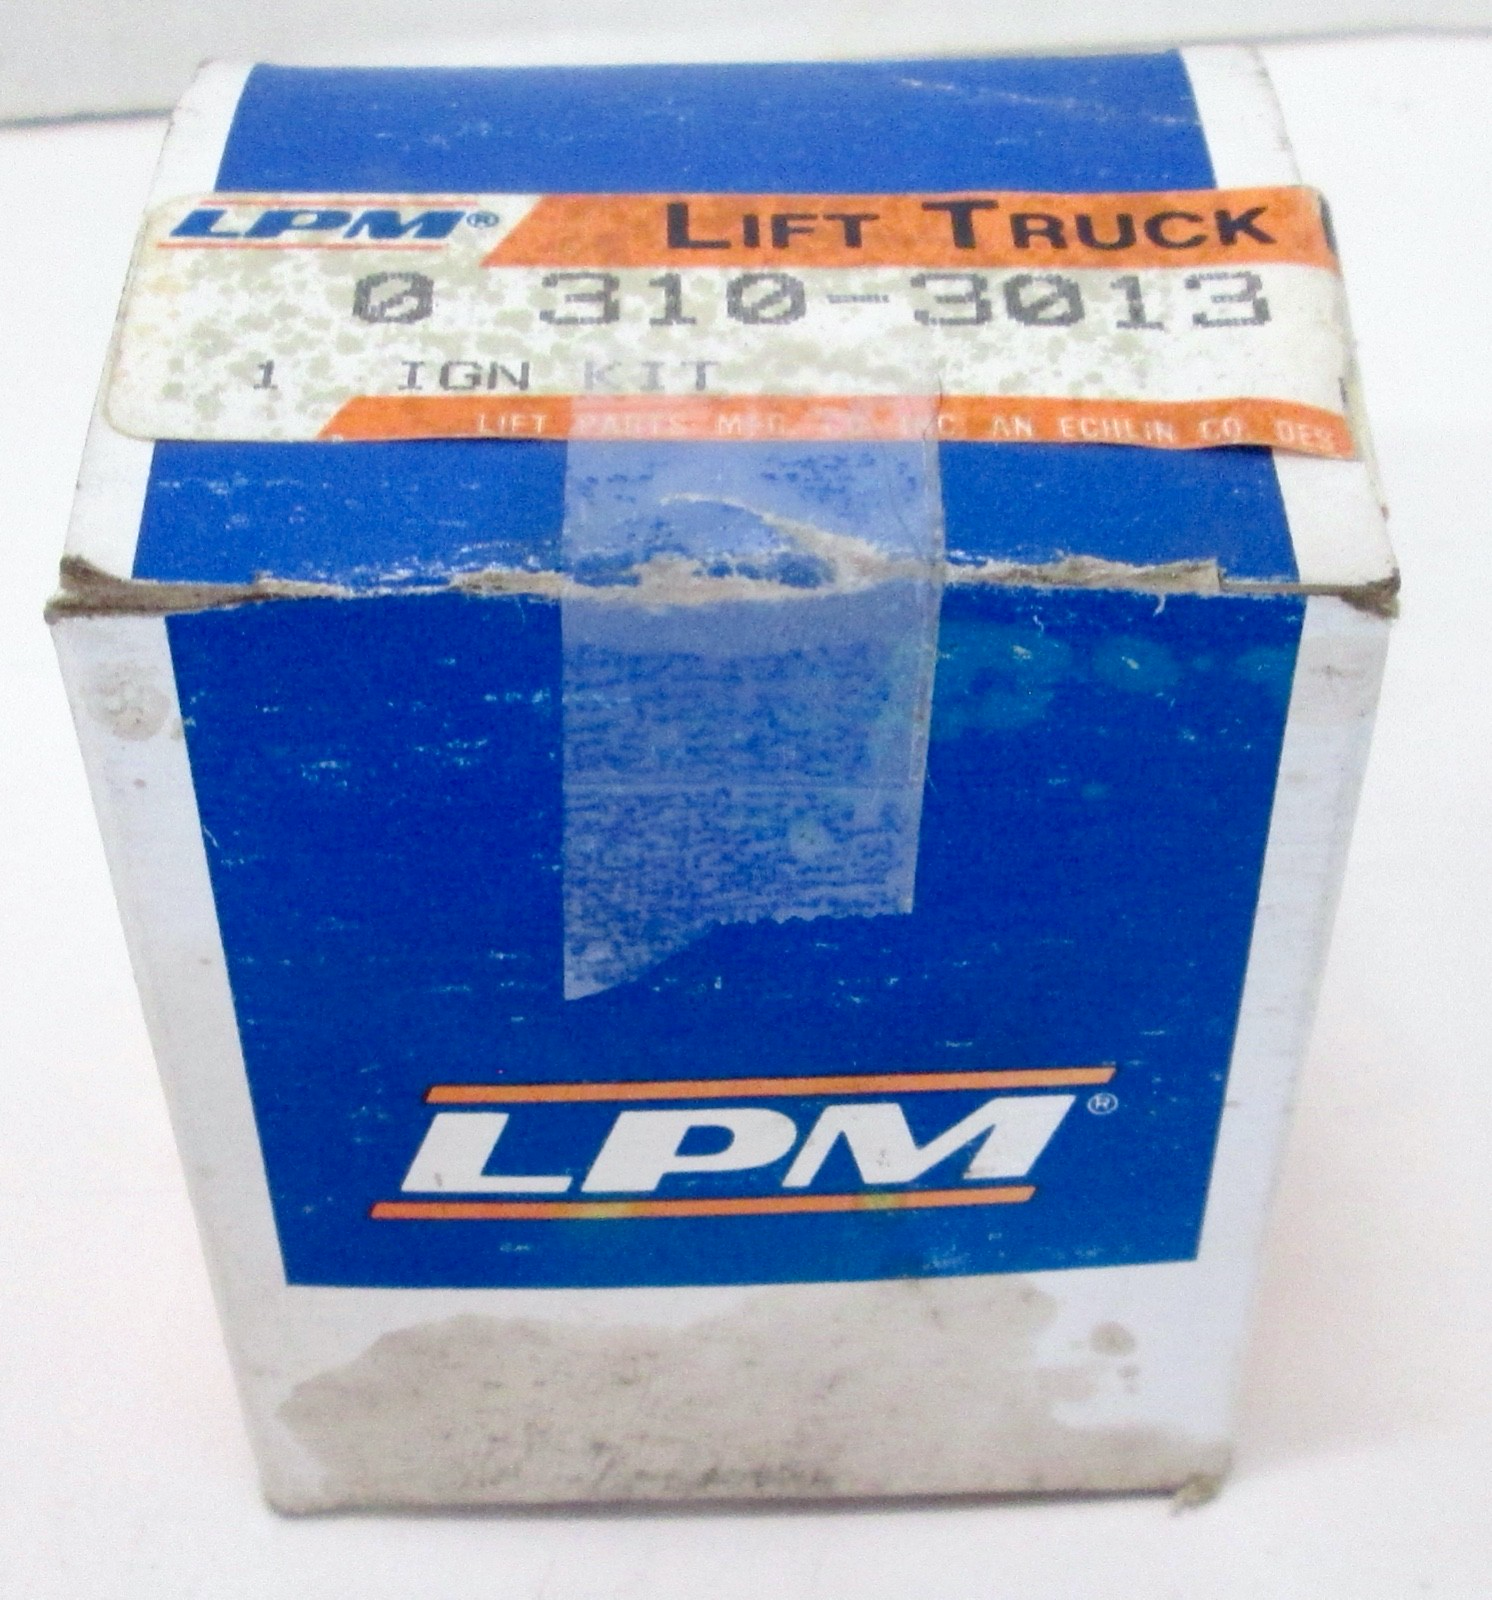 LPM® LIFT TRUCK
0 310-3013
1 IGN KIT
LIFT PARTS MFG. CO. INC. AN ECHLIN CO. DES
LPM®